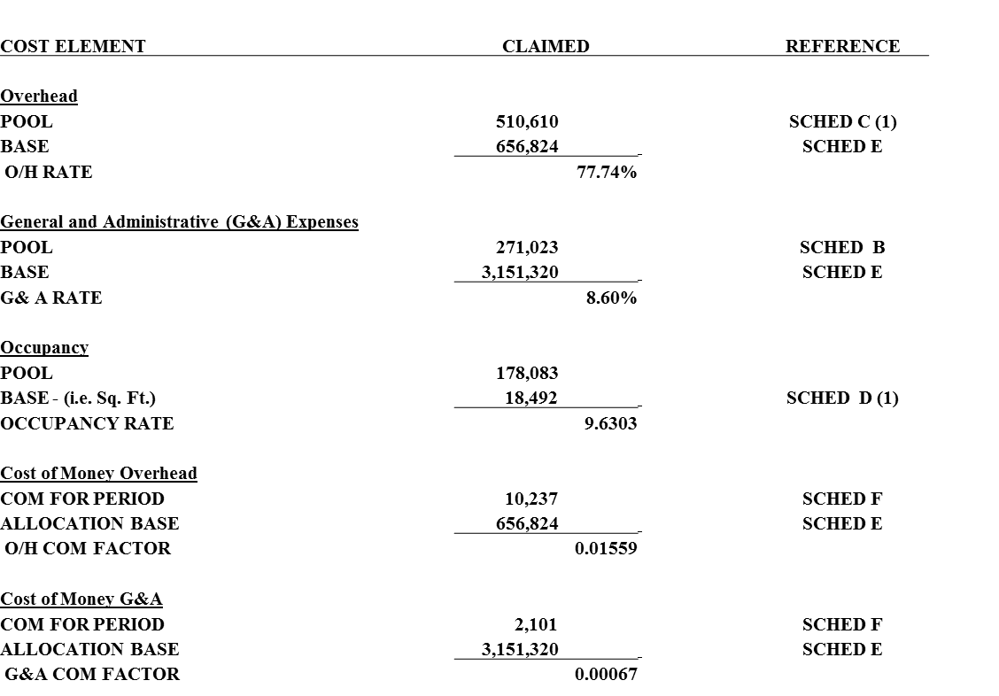 COST ELEMENT CLAIMED REFERENCE
Overhead
POOL 510,610 SCHED C (1)
BASE 656,824 SCHED E
O/H RATE 77.74%
General and Administrative (G&A) Expenses
POOL 271,023 SCHED B
BASE 3,151,320 SCHED E
G& A RATE 8.60%
Occupancy
POOL 178,083
BASE - (i.e. Sq. Ft.) 18,492 SCHED D (1)
OCCUPANCY RATE 9.6303
Cost of Money Overhead
COM FOR PERIOD 10,237 SCHED F
ALLOCATION BASE 656,824 SCHED E
O/H COM FACTOR 0.01559
Cost of Money G&A
COM FOR PERIOD 2,101 SCHED F
ALLOCATION BASE 3,151,320 SCHED E
G&A COM FACTOR 0.00067